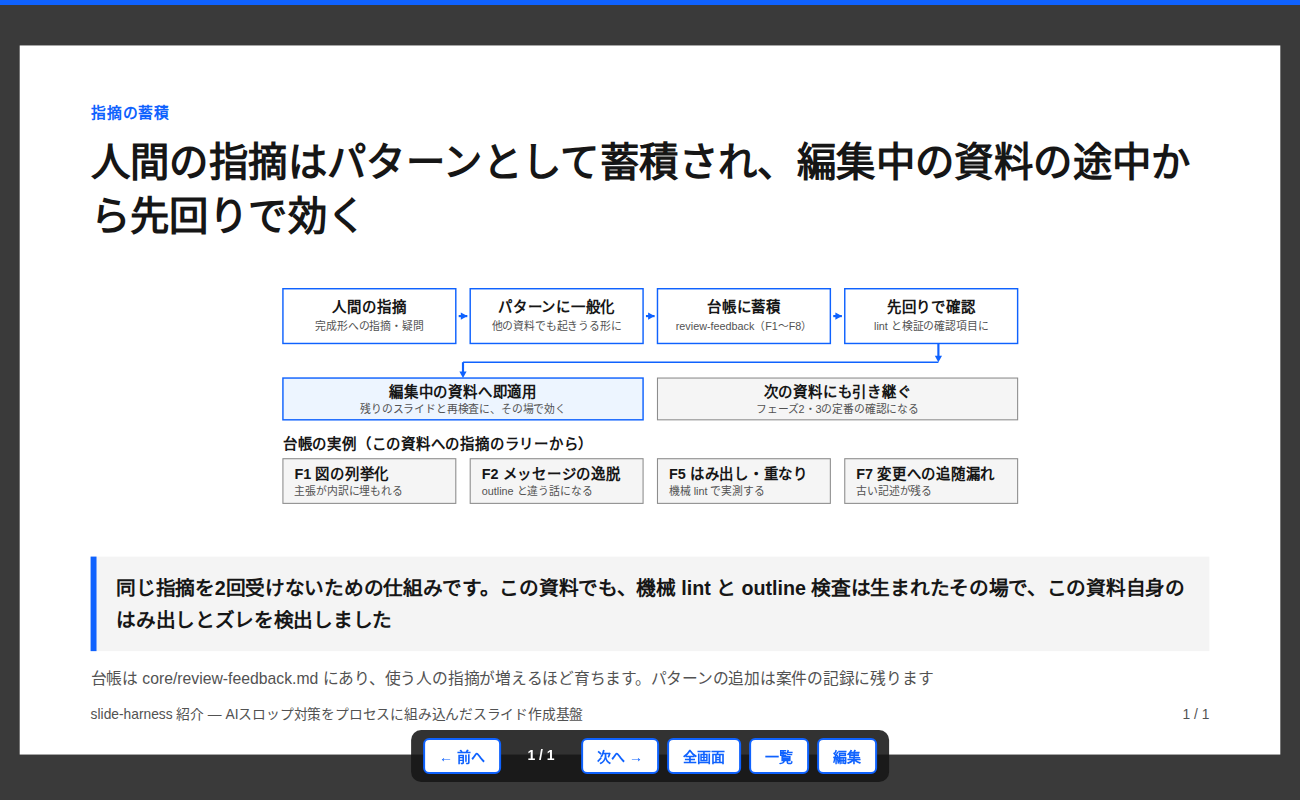 指摘の蓄積
人間の指摘はパターンとして蓄積され、編集中の資料の途中か
ら先回りで効く
人間の指摘
完成形への指摘・疑問
パターンに一般化
他の資料でも起きうる形に
台帳に蓄積
review-feedback（F1〜F8）
先回りで確認
lint と検証の確認項目に
編集中の資料へ即適用
残りのスライドと再検査に、その場で効く
次の資料にも引き継ぐ
フェーズ2・3の定番の確認になる
台帳の実例（この資料への指摘のラリーから）
F1 図の列挙化
主張が内訳に埋もれる
F2 メッセージの逸脱
outline と違う話になる
F5 はみ出し・重なり
機械 lint で実測する
F7 変更への追随漏れ
古い記述が残る
同じ指摘を2回受けないための仕組みです。この資料でも、機械 lint と outline 検査は生まれたその場で、この資料自身の
はみ出しとズレを検出しました
台帳は core/review-feedback.md にあり、使う人の指摘が増えるほど育ちます。パターンの追加は案件の記録に残ります
slide-harness 紹介 — AIスロップ対策をプロセスに組み込んだスライド作成基盤
1 / 1
← 前へ
1 / 1
次へ →
全画面
一覧
編集